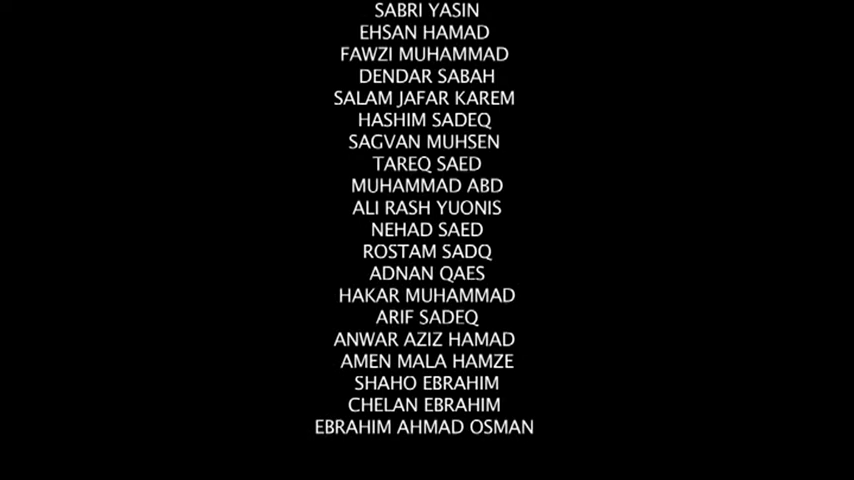 SABRI YASIN
EHSAN HAMAD
FAWZI MUHAMMAD
DENDAR SABAH
SALAM JAFAR KAREM
HASHIM SADEQ
SAGVAN MUHSEN
TAREQ SAED
MUHAMMAD ABD
ALI RASH YUONIS
NEHAD SAED
ROSTAM SADQ
ADNAN QAES
HAKAR MUHAMMAD
ARIF SADEQ
ANWAR AZIZ HAMAD
AMEN MALA HAMZE
SHAHO EBRAHIM
CHELAN EBRAHIM
EBRAHIM AHMAD OSMAN